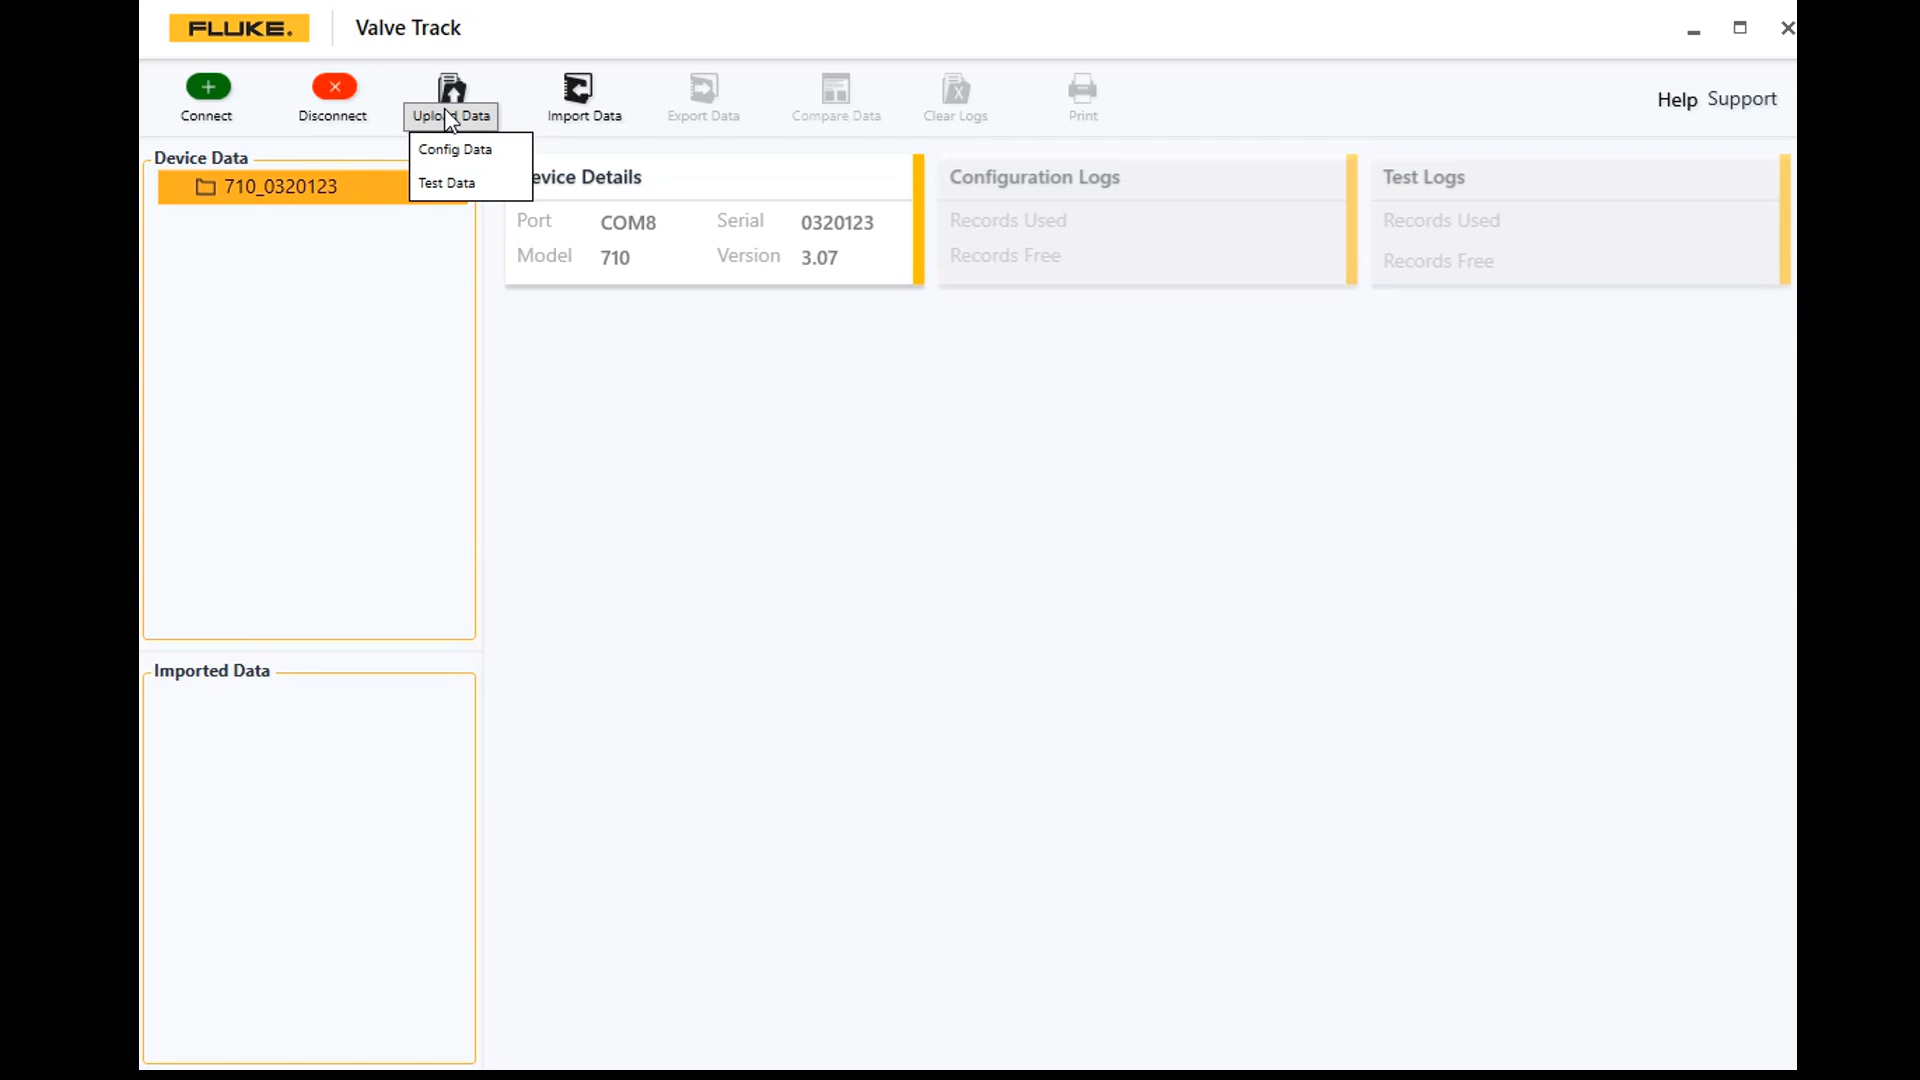 FLUKE.
Valve Track
Connect
Disconnect
Upload Data
Import Data
Export Data
Compare Data
Clear Logs
Print
Help
Support
Config Data
Test Data
Device Data
710_0320123
evice Details
Port COM8 Serial 0320123
Model 710 Version 3.07
Configuration Logs
Records Used
Records Free
Test Logs
Records Used
Records Free
Imported Data